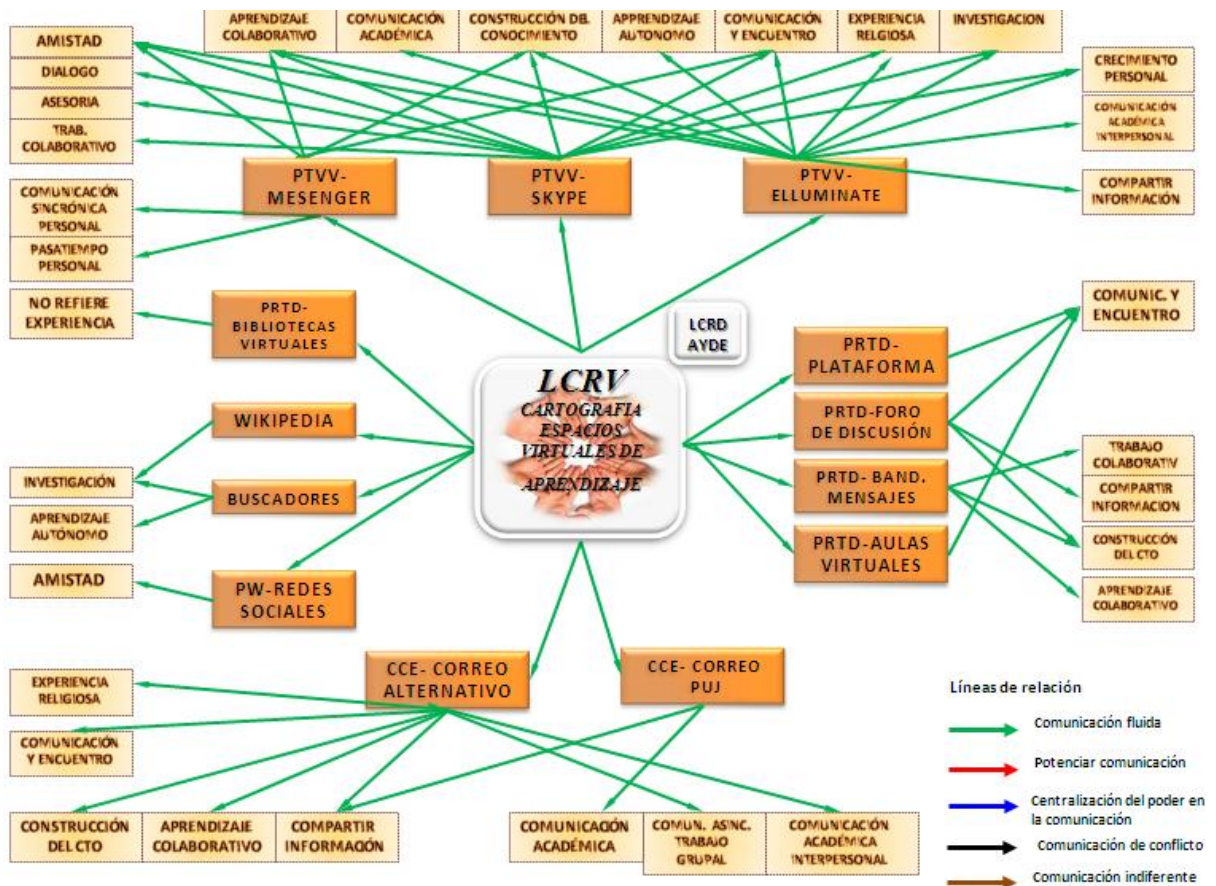 APRENDIZAJE
COLABORATIVO
COMUNICACIÓN
ACADÉMICA
CONSTRUCCIÓN DEL
CONOCIMIENTO
APPRENDIZAJE
AUTONOMO
COMUNICACIÓN
Y ENCUENTRO
EXPERIENCIA
RELGIOSA
INVESTIGACION
AMISTAD
DIALOGO
ASESORIA
TRAB.
COLABORATIVO
CRECIMIENTO
PERSONAL
COMUNICACIÓN
ACADÉMICA
INTERPERSONAL
COMPARTIR
INFORMACIÓN
PTVV-
MESENGER
PTVV-
SKYPE
PTVV-
ELLUMINATE
COMUNICACIÓN
SINCRÓNICA
PERSONAL
PASATIEMPO
PERSONAL
NO REFIERE
EXPERIENCIA
PRTD-
BIBLIOTECAS
VIRTUALES
LCRD
AYDE
COMUNIC. Y
ENCUENTRO
LCRV
CARTOGRAFIA
ESPACIOS
VIRTUALES DE
APRENDIZAJE
PRTD-
PLATAFORMA
PRTD-FORO
DE DISCUSIÓN
PRTD- BAND.
MENSAJES
PRTD-AULAS
VIRTUALES
WIKIPEDIA
BUSCADORES
PW-REDES
SOCIALES
INVESTIGACIÓN
APRENDIZAJE
AUTÓNOMO
AMISTAD
TRABAJO
COLABORATIV
COMPARTIR
INFORMACION
CONSTRUCCIÓN
DEL CTO
APRENDIZAJE
COLABORATIVO
CCE- CORREO
ALTERNATIVO
CCE- CORREO
PUJ
EXPERIENCIA
RELIGIOSA
COMUNICACIÓN
Y ENCUENTRO
CONSTRUCCIÓN
DEL CTO
APRENDIZAJE
COLABORATIVO
COMPARTIR
INFORMACIÓN
COMUNICACIÓN
ACADÉMICA
COMUN. ASINC.
TRABAJO
GRUPAL
COMUNICACIÓN
ACADÉMICA
INTERPERSONAL
Líneas de relación
Comunicación fluida
Potenciar comunicación
Centralización del poder en
la comunicación
Comunicación de conflicto
Comunicación indiferente